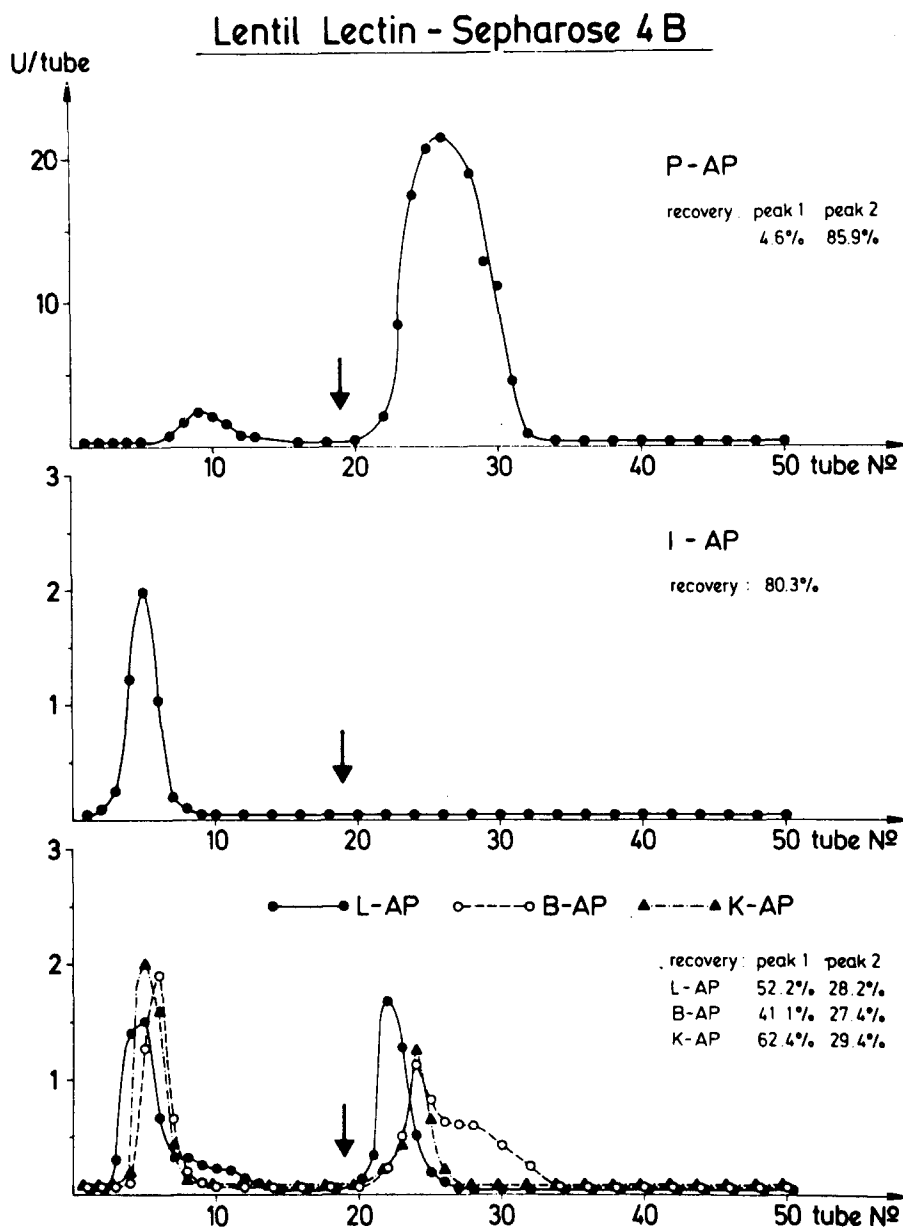 Lentil Lectin - Sepharose 4 B
U/tube
20
10
P-AP
recovery : peak 1 peak 2
4.6% 85.9%
10 20 30 40 50 tube Nº
3
2
1
I - AP
recovery : 80.3%
10 20 30 40 50 tube Nº
3
2
1
L-AP B-AP K-AP
recovery : peak 1 peak 2
L-AP 52.2% 28.2%
B-AP 41.1% 27.4%
K-AP 62.4% 29.4%
10 20 30 40 50 tube Nº